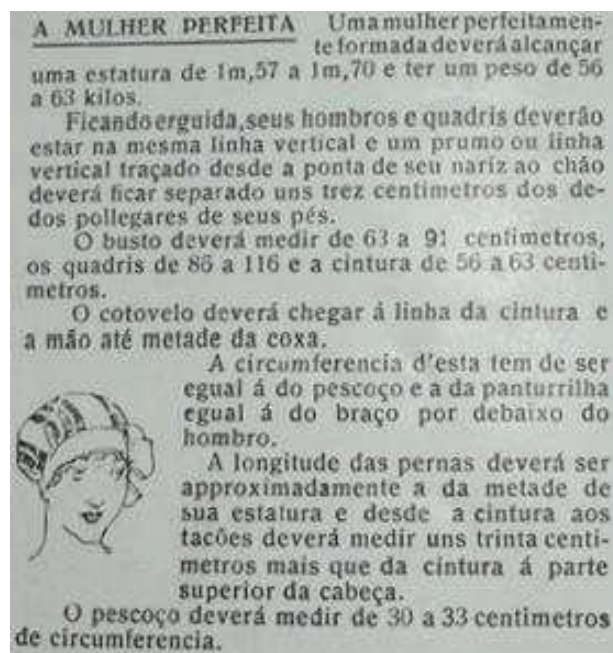 A MULHER PERFEITA Uma mulher perfeitamen-
te formada deverá alcançar
uma estatura de 1m,57 a 1m,70 e ter um peso de 56
a 63 kilos.
Ficando erguida, seus hombros e quadris deverão
estar na mesma linha vertical e um prumo ou linha
vertical traçado desde a ponta de seu nariz ao chão
deverá ficar separado uns trez centimetros dos de-
dos pollegares de seus pés.
O busto deverá medir de 63 a 91 centimetros,
os quadris de 86 a 116 e a cintura de 56 a 63 centi-
metros.
O cotovelo deverá chegar á linha da cintura e
a mão até metade da coxa.
A circumferencia d'esta tem de ser
egual á do pescoço e a da panturrilha
egual á do braço por debaixo do
hombro.
A longitude das pernas deverá ser
approximadamente a da metade de
sua estatura e desde a cintura aos
tacões deverá medir uns trinta centi-
metros mais que da cintura á parte
superior da cabeça.
O pescoço deverá medir de 30 a 33 centimetros
de circumferencia.